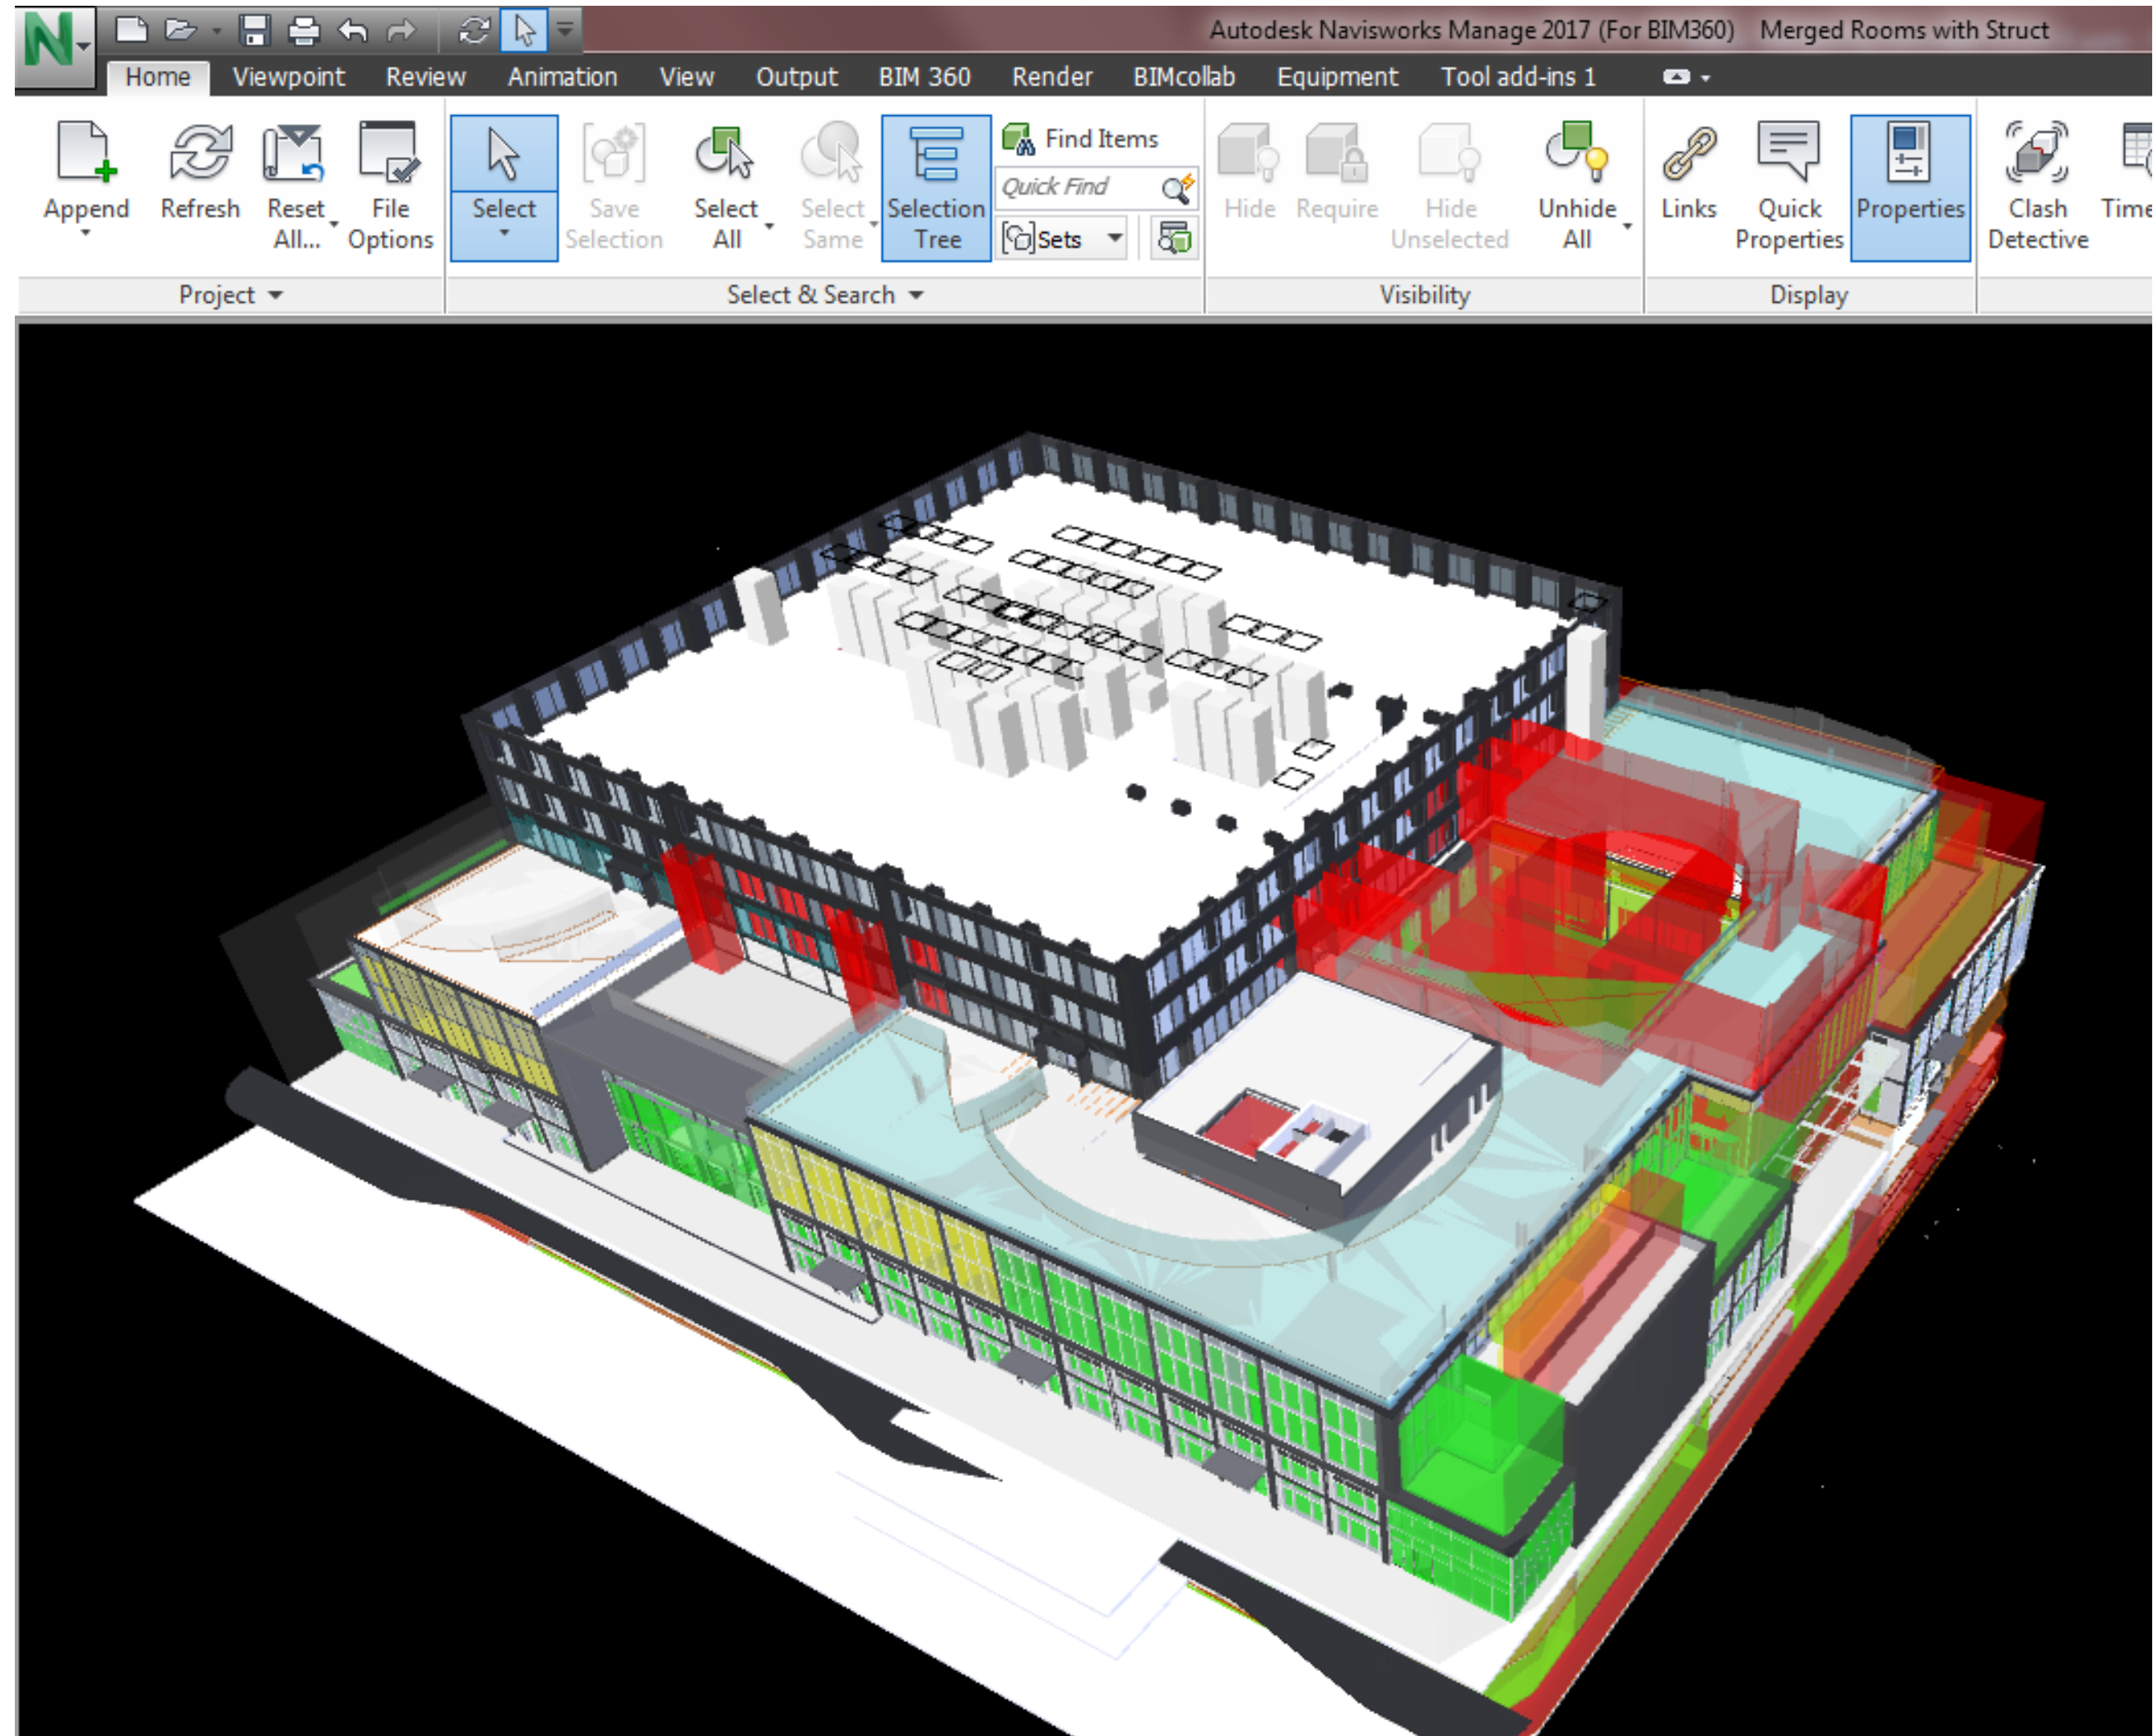 Autodesk Navisworks Manage 2017 (For BIM360) Merged Rooms with Struct
Home Viewpoint Review Animation View Output BIM 360 Render BIMcollab Equipment Tool add-ins 1
Append
Refresh
Reset
All...
File
Options
Select
Save
Selection
Select
All
Select
Same
Selection
Tree
Find Items
Quick Find
Sets
Hide
Require
Hide
Unselected
Unhide
All
Links
Quick
Properties
Properties
Clash
Detective
Time
Project
Select & Search
Visibility
Display